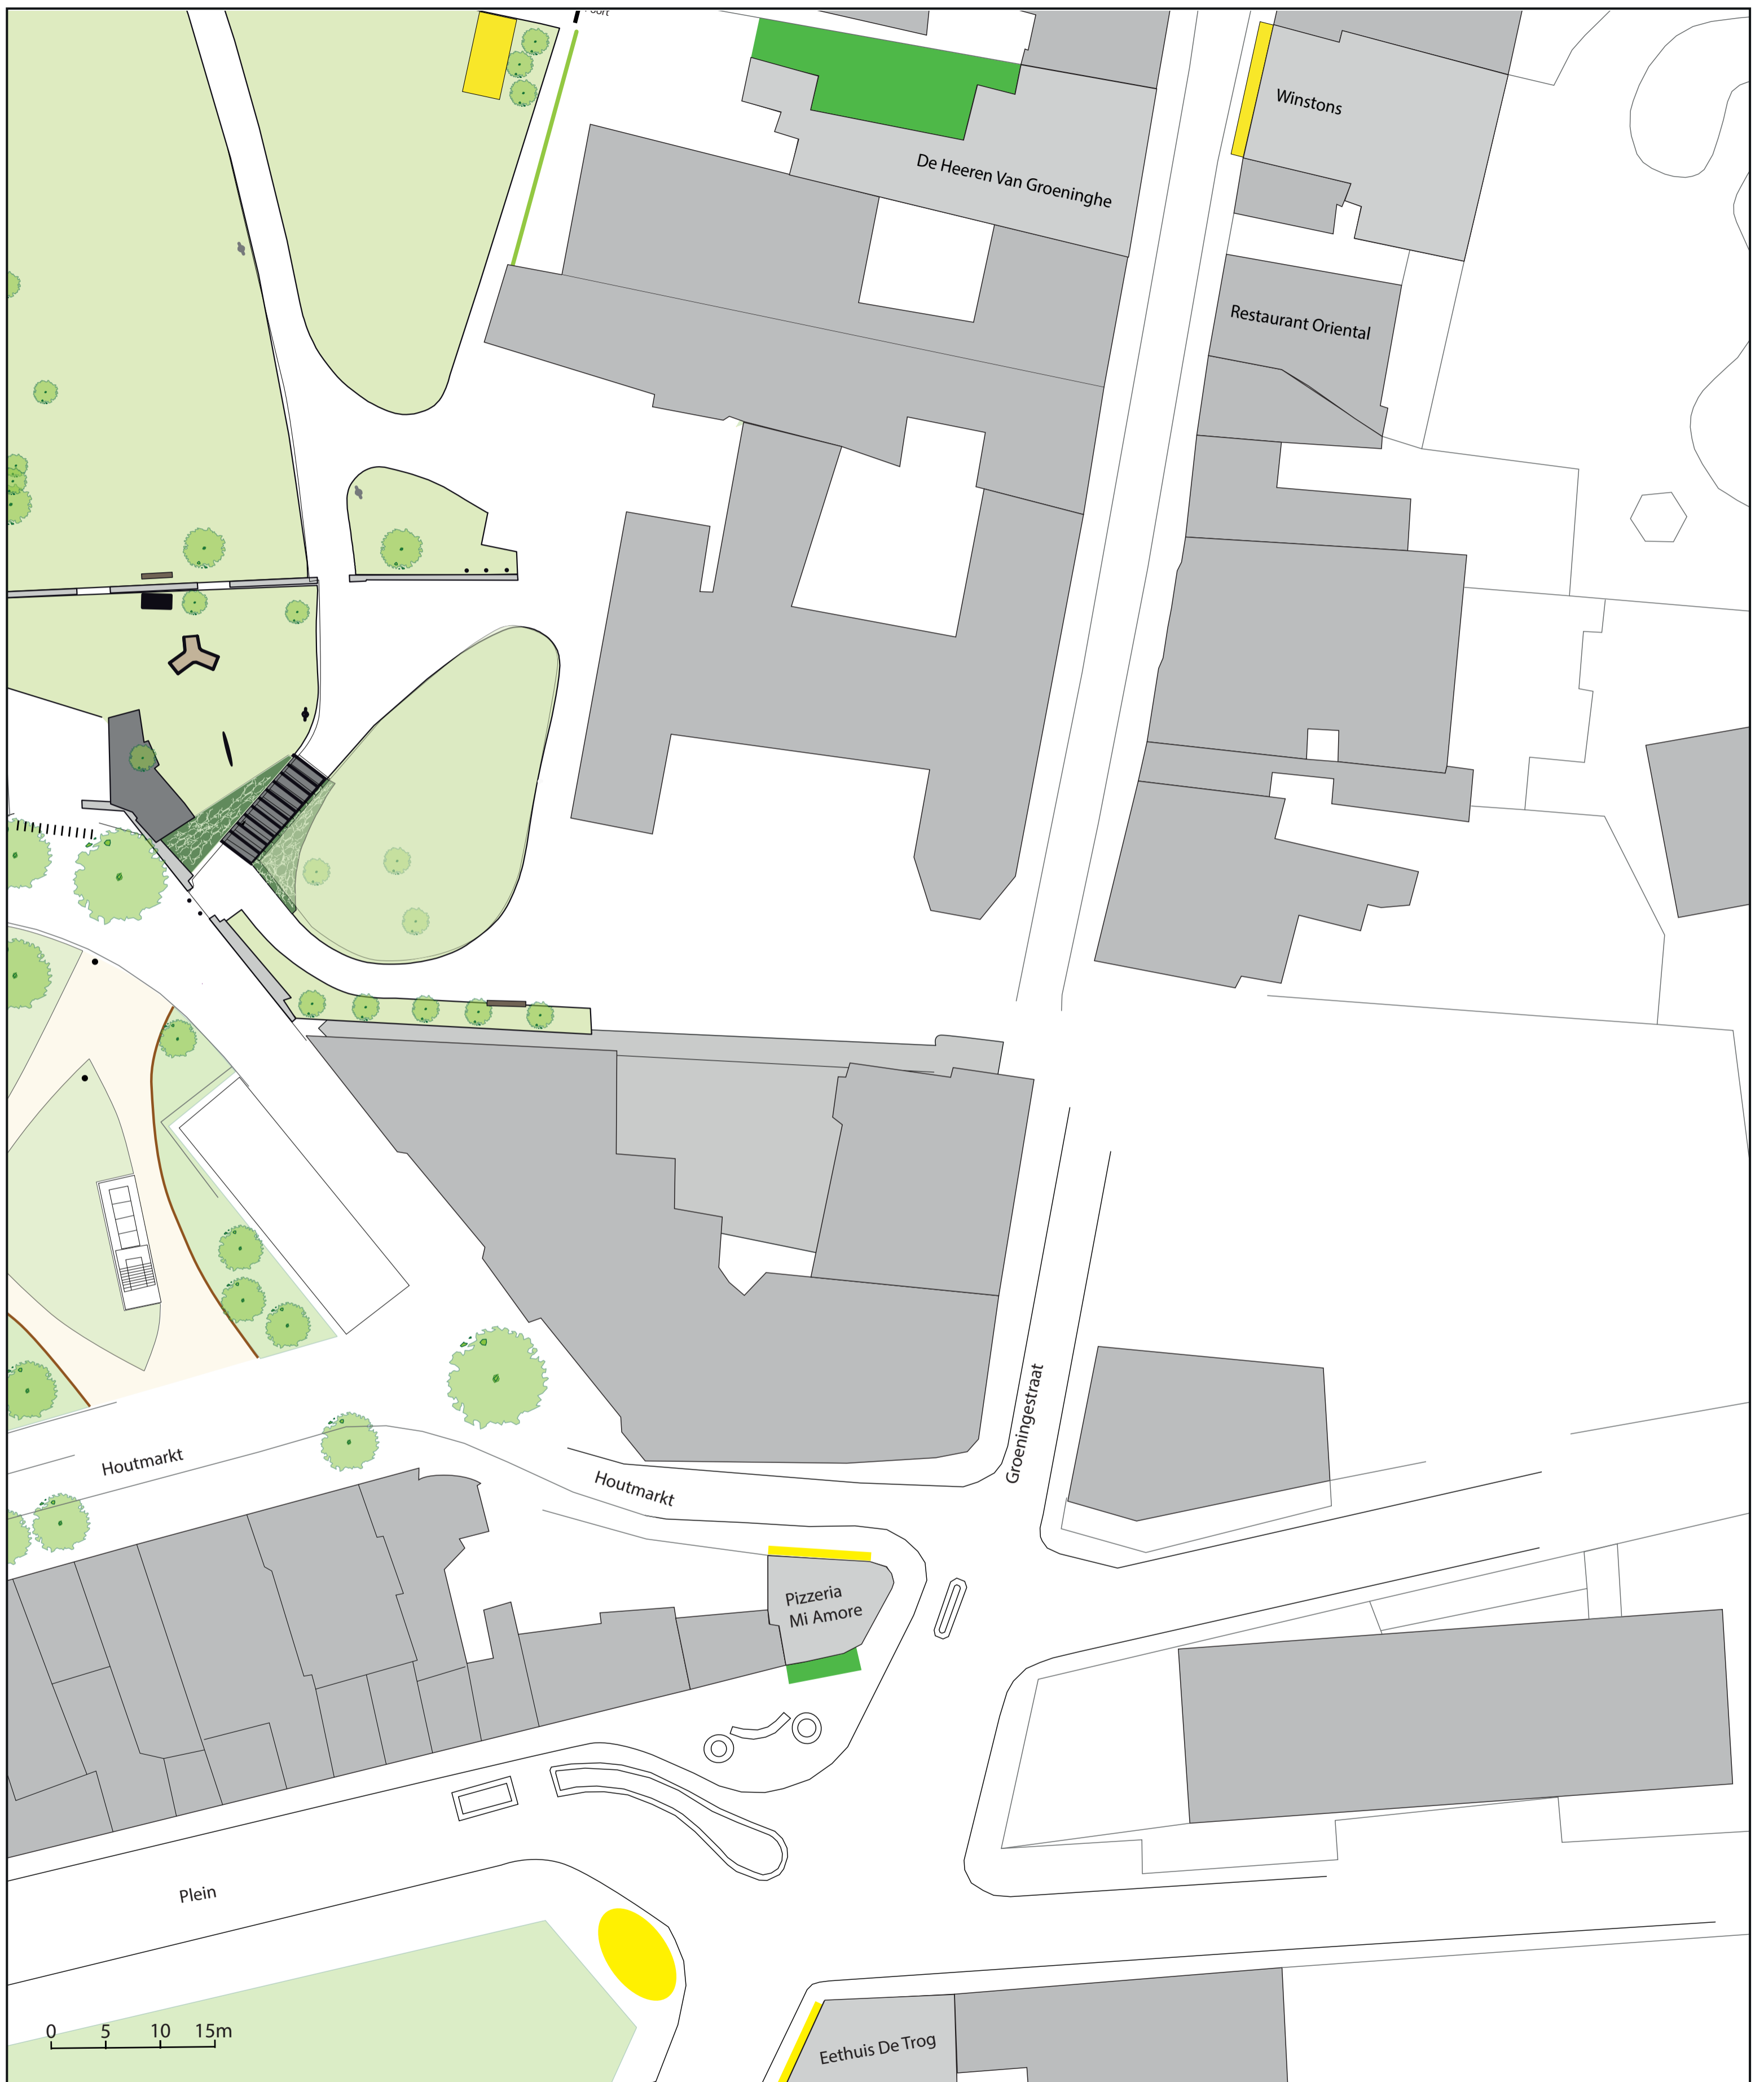 Winstons
De Heeren Van Groeninghe
Restaurant Oriental
Groeningestraat
Houtmarkt
Houtmarkt
Pizzeria
Mi Amore
Plein
0 5 10 15m
Eethuis De Trog